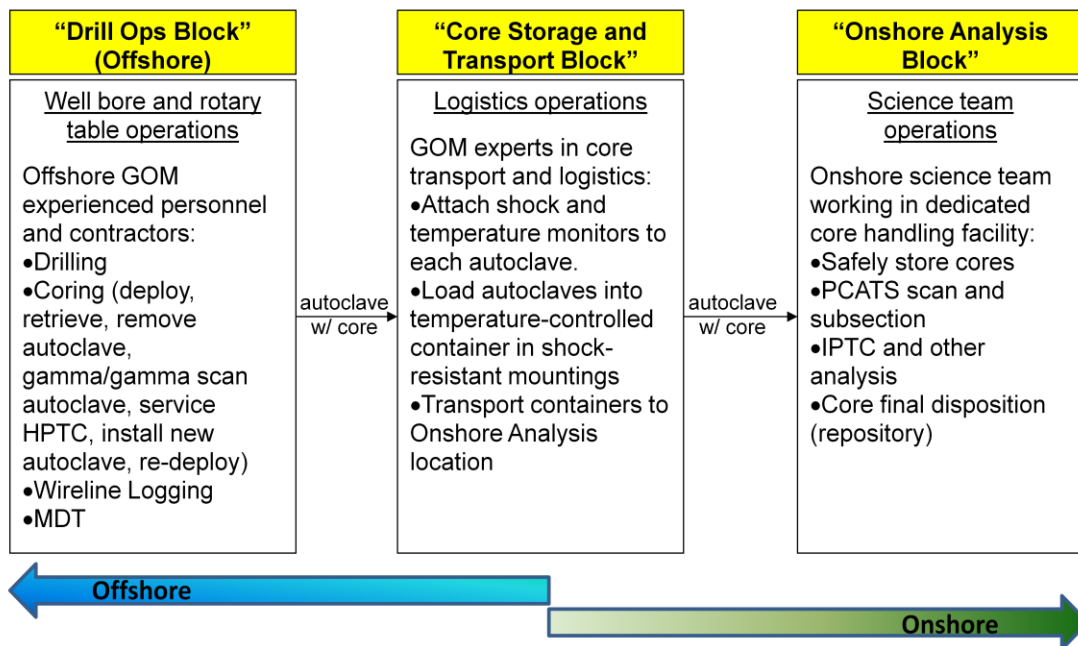 “Drill Ops Block”
(Offshore)
Well bore and rotary
table operations
Offshore GOM
experienced personnel
and contractors:
•Drilling
•Coring (deploy,
retrieve, remove
autoclave,
gamma/gamma scan
autoclave, service
HPTC, install new
autoclave, re-deploy)
•Wireline Logging
•MDT
autoclave
w/ core
“Core Storage and
Transport Block”
Logistics operations
GOM experts in core
transport and logistics:
•Attach shock and
temperature monitors to
each autoclave.
•Load autoclaves into
temperature-controlled
container in shock-
resistant mountings
•Transport containers to
Onshore Analysis
location
autoclave
w/ core
“Onshore Analysis
Block”
Science team
operations
Onshore science team
working in dedicated
core handling facility:
•Safely store cores
•PCATS scan and
subsection
•IPTC and other
analysis
•Core final disposition
(repository)
Offshore
Onshore